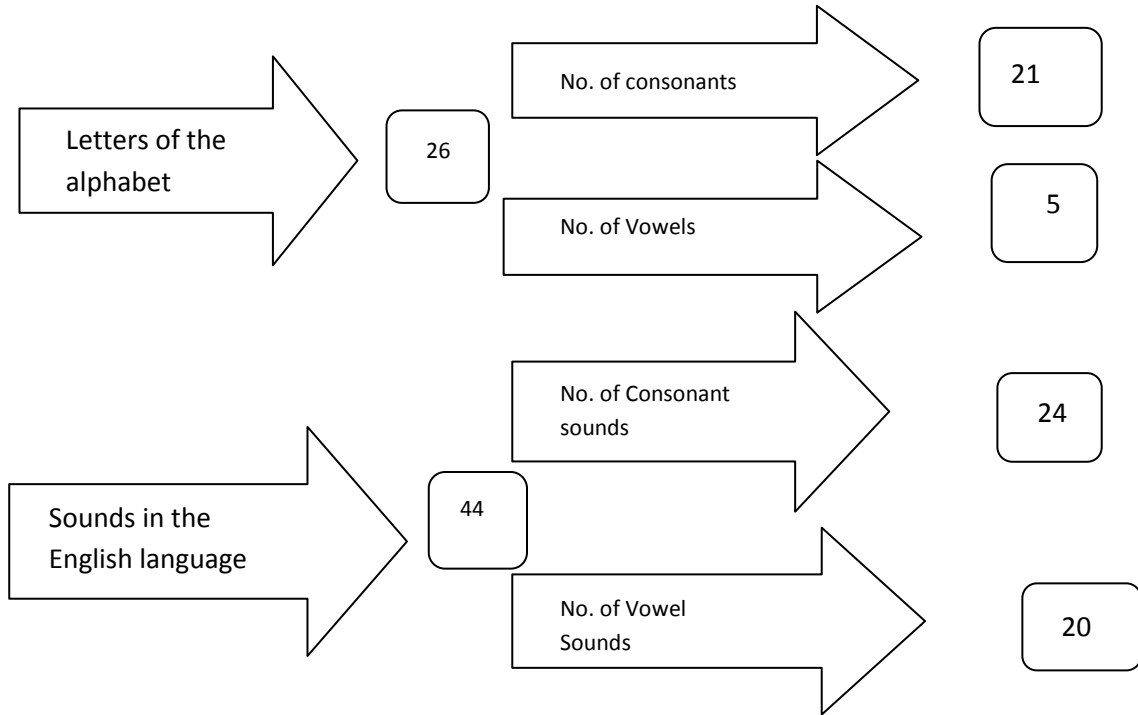 Letters of the
alphabet
26
No. of consonants
21
No. of Vowels
5
Sounds in the
English language
44
No. of Consonant
sounds
24
No. of Vowel
Sounds
20